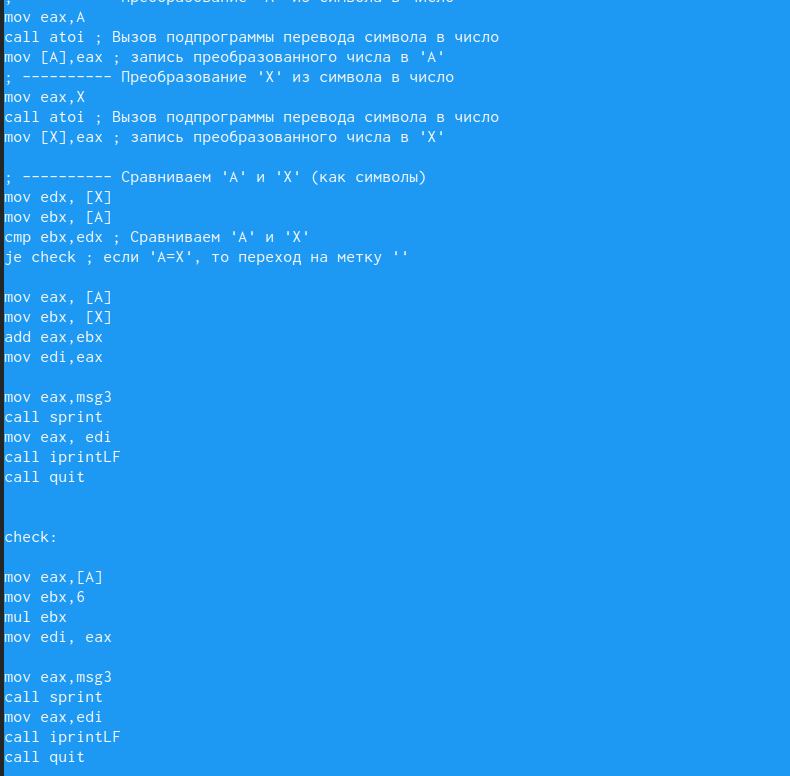 ; ---------- Преобразование 'A' из символа в число
mov eax,A
call atoi ; Вызов подпрограммы перевода символа в число
mov [A],eax ; запись преобразованного числа в 'A'
; ---------- Преобразование 'X' из символа в число
mov eax,X
call atoi ; Вызов подпрограммы перевода символа в число
mov [X],eax ; запись преобразованного числа в 'X'
; ---------- Сравниваем 'A' и 'X' (как символы)
mov edx, [X]
mov ebx, [A]
cmp ebx,edx ; Сравниваем 'A' и 'X'
je check ; если 'A=X', то переход на метку ''
mov eax, [A]
mov ebx, [X]
add eax,ebx
mov edi,eax
mov eax,msg3
call sprint
mov eax, edi
call iprintLF
call quit
check:
mov eax,[A]
mov ebx,6
mul ebx
mov edi, eax
mov eax,msg3
call sprint
mov eax,edi
call iprintLF
call quit